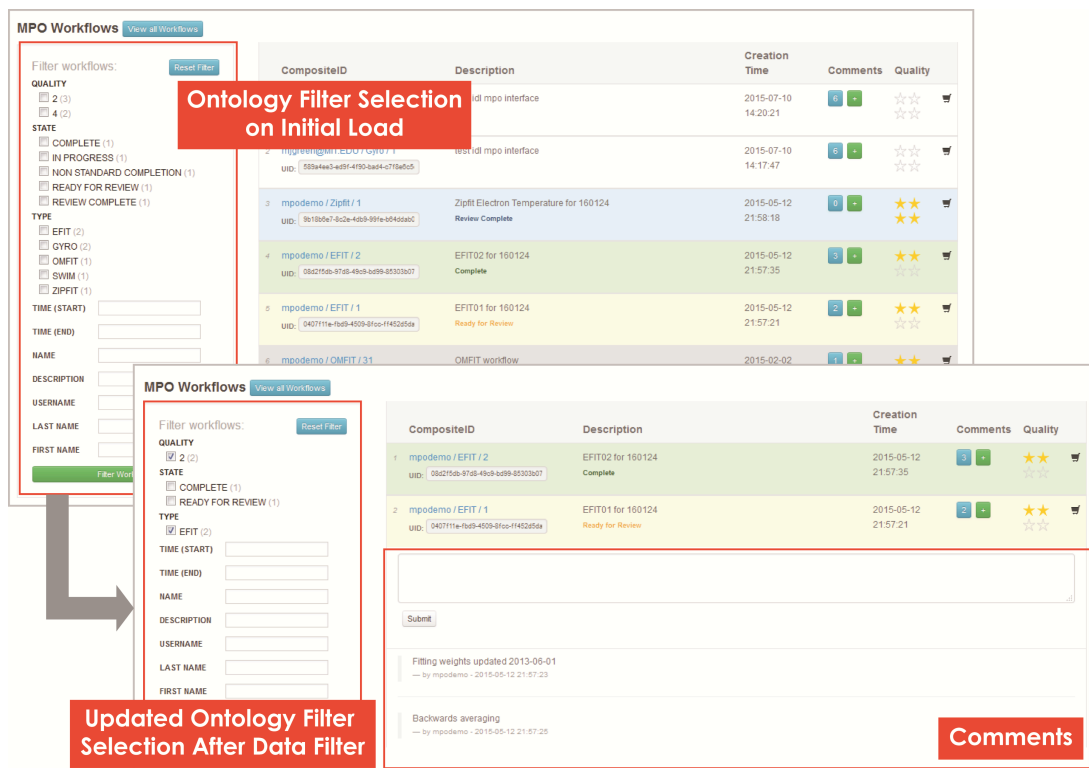 MPO Workflows View all Workflows
Filter workflows: Reset Filter
QUALITY
2 (3)
4 (2)
STATE
COMPLETE (1)
IN PROGRESS (1)
NON STANDARD COMPLETION (1)
READY FOR REVIEW (1)
REVIEW COMPLETE (1)
TYPE
EFIT (2)
GYRO (2)
OMFIT (1)
SWIM (1)
ZIPFIT (1)
TIME (START)
TIME (END)
NAME
DESCRIPTION
USERNAME
LAST NAME
FIRST NAME
Ontology Filter Selection
on Initial Load
CompositeID Description Creation Time Comments Quality
idl mpo interface 2015-07-10 6 +
14:20:21
2 mjgreen@MIT.EDU / Gyro / 1 test idl mpo interface 2015-07-10 6 +
UID: 14:17:47
3 mpodemo / Zipfit / 1 Zipfit Electron Temperature for 160124 2015-05-12 0 +
UID: Review Complete 21:58:18
4 mpodemo / EFIT / 2 EFIT02 for 160124 2015-05-12 3 +
UID: 08d2f5db-97d8-49c9-bd99-85303b07 Complete 21:57:35
5 mpodemo / EFIT / 1 EFIT01 for 160124 2015-05-12 2 +
UID: 0407f11e-fbd9-4509-8fcc-ff452d5da Ready for Review 21:57:21
6 mpodemo / OMFIT / 31 OMFIT workflow 2015-02-02 1 +
MPO Workflows View all Workflows
Filter workflows: Reset Filter
QUALITY
2 (2)
STATE
COMPLETE (1)
READY FOR REVIEW (1)
TYPE
EFIT (2)
TIME (START)
TIME (END)
NAME
DESCRIPTION
USERNAME
LAST NAME
FIRST NAME
Updated Ontology Filter
Selection After Data Filter
CompositeID Description Creation Time Comments Quality
1 mpodemo / EFIT / 2 EFIT02 for 160124 2015-05-12 3 +
UID: 08d2f5db-97d8-49c9-bd99-85303b07 Complete 21:57:35
2 mpodemo / EFIT / 1 EFIT01 for 160124 2015-05-12 2 +
UID: 0407f11e-fbd9-4509-8fcc-ff452d5da Ready for Review 21:57:21
Submit
Fitting weights updated 2013-06-01
— by mpodemo - 2015-05-12 21:57:23
Backwards averaging
— by mpodemo - 2015-05-12 21:57:25
Comments